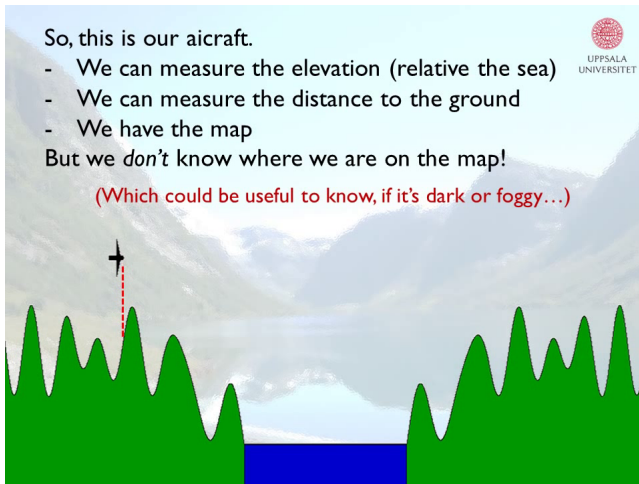 So, this is our aicraft.
- We can measure the elevation (relative the sea)
- We can measure the distance to the ground
- We have the map
But we don't know where we are on the map!
(Which could be useful to know, if it's dark or foggy…)
UPPSALA
UNIVERSITET